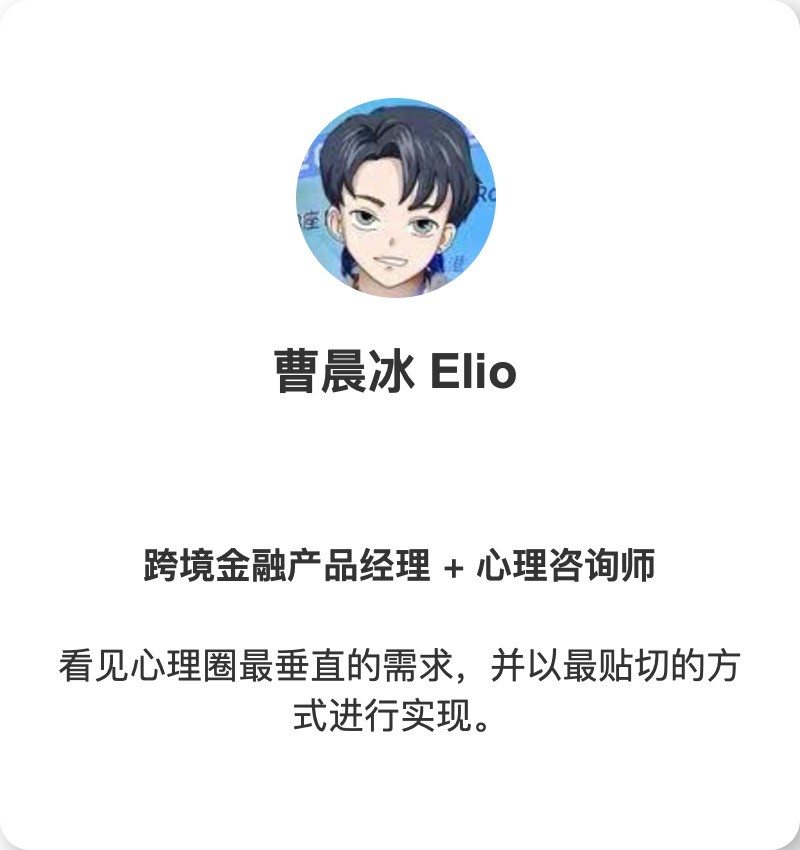 曹晨冰 Elio
跨境金融产品经理 + 心理咨询师
看见心理圈最垂直的需求，并以最贴切的方
式进行实现。